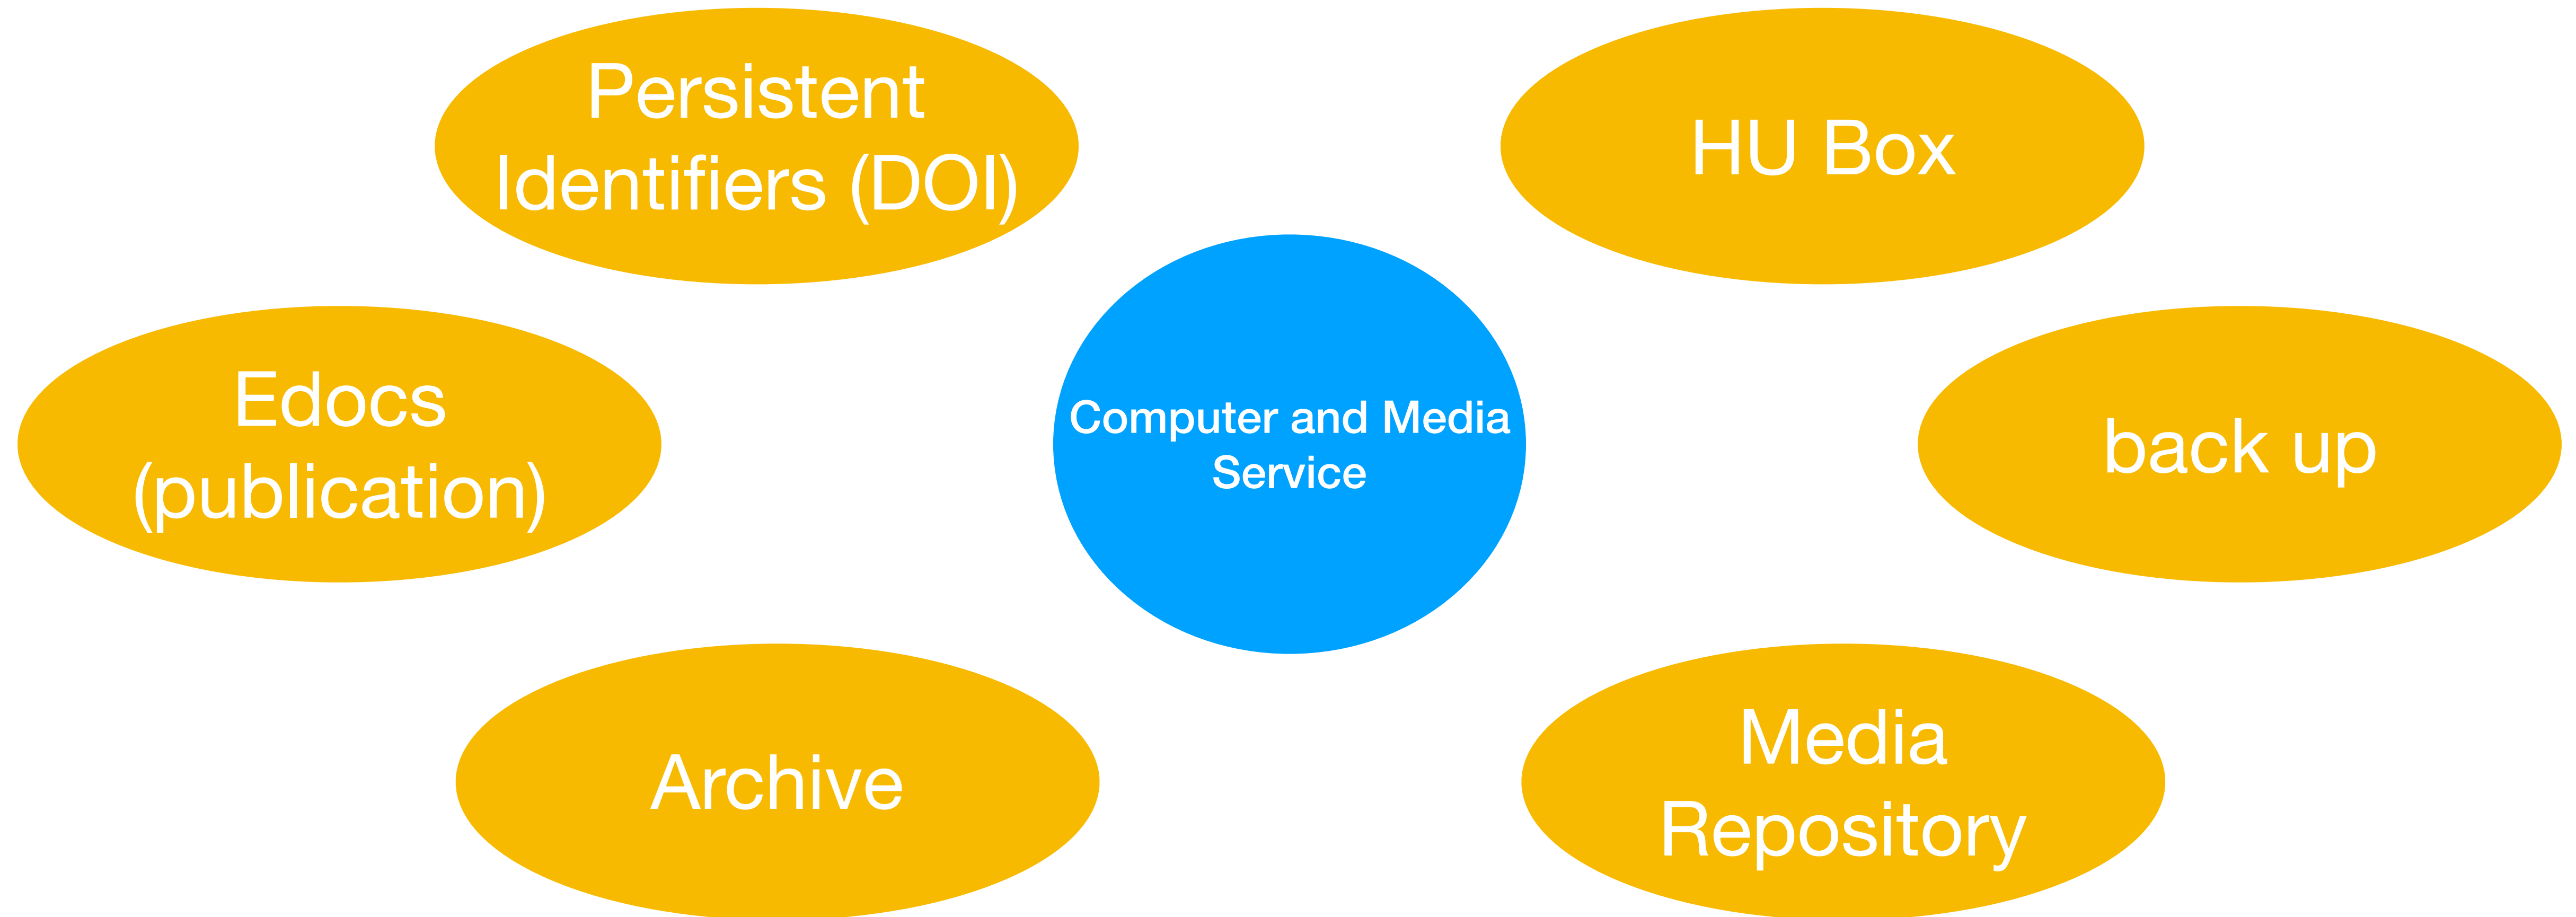 Persistent
Identifiers (DOI)
HU Box
Edocs
(publication)
Computer and Media
Service
back up
Archive
Media
Repository